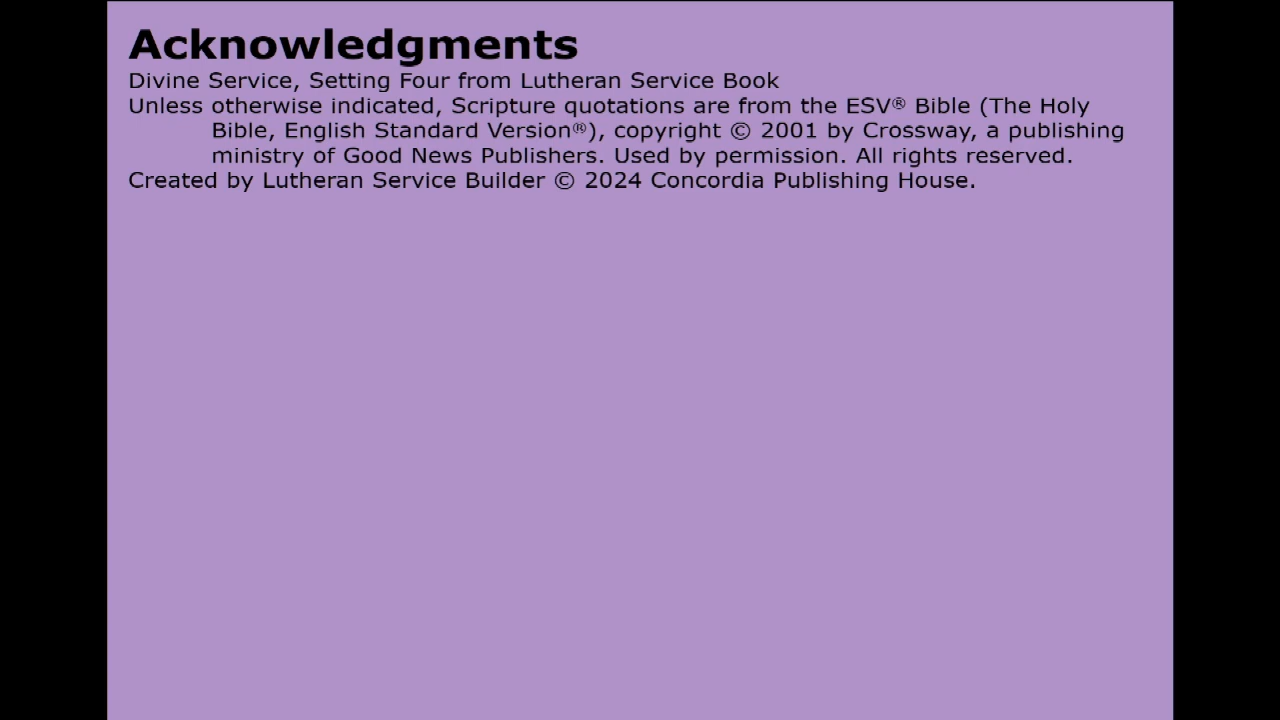 Acknowledgments
Divine Service, Setting Four from Lutheran Service Book
Unless otherwise indicated, Scripture quotations are from the ESV® Bible (The Holy
Bible, English Standard Version®), copyright © 2001 by Crossway, a publishing
ministry of Good News Publishers. Used by permission. All rights reserved.
Created by Lutheran Service Builder © 2024 Concordia Publishing House.